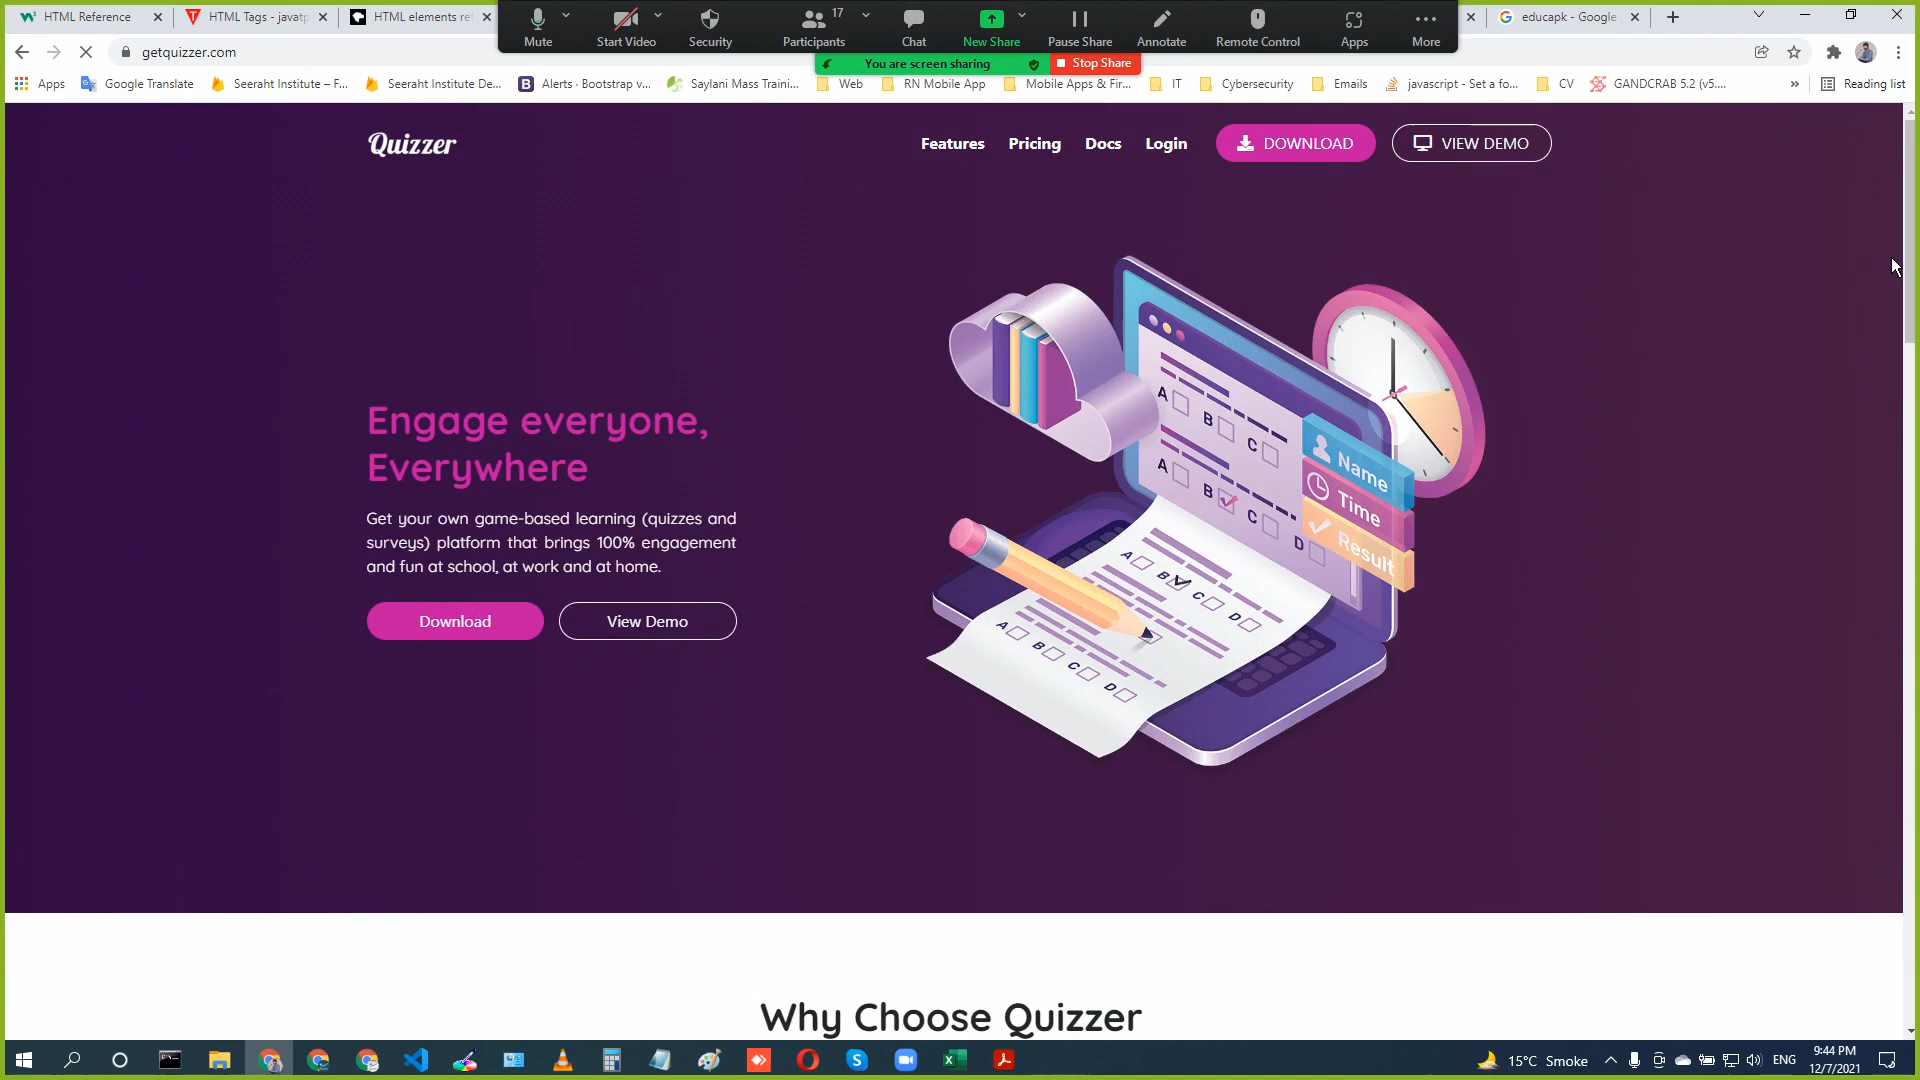 HTML Reference
HTML Tags - javatp
HTML elements re
17
Mute
Start Video
Security
Participants
Chat
New Share
Pause Share
Annotate
Remote Control
Apps
More
educapk - Google
getquizzer.com
You are screen sharing
Stop Share
Apps
Google Translate
Seeraht Institute – F...
Seeraht Institute De...
Alerts · Bootstrap v...
Saylani Mass Traini...
Web
RN Mobile App
Mobile Apps & Fir...
IT
Cybersecurity
Emails
javascript - Set a fo...
CV
GANDCRAB 5.2 (v5....
Reading list
Quizzer
Features
Pricing
Docs
Login
DOWNLOAD
VIEW DEMO
Engage everyone,
Everywhere
Get your own game-based learning (quizzes and
surveys) platform that brings 100% engagement
and fun at school, at work and at home.
Download
View Demo
A
B
C
A
B
C
D
Name
Time
Result
A
B
C
D
A
B
C
D
Why Choose Quizzer
15°C Smoke
ENG
9:44 PM
12/7/2021